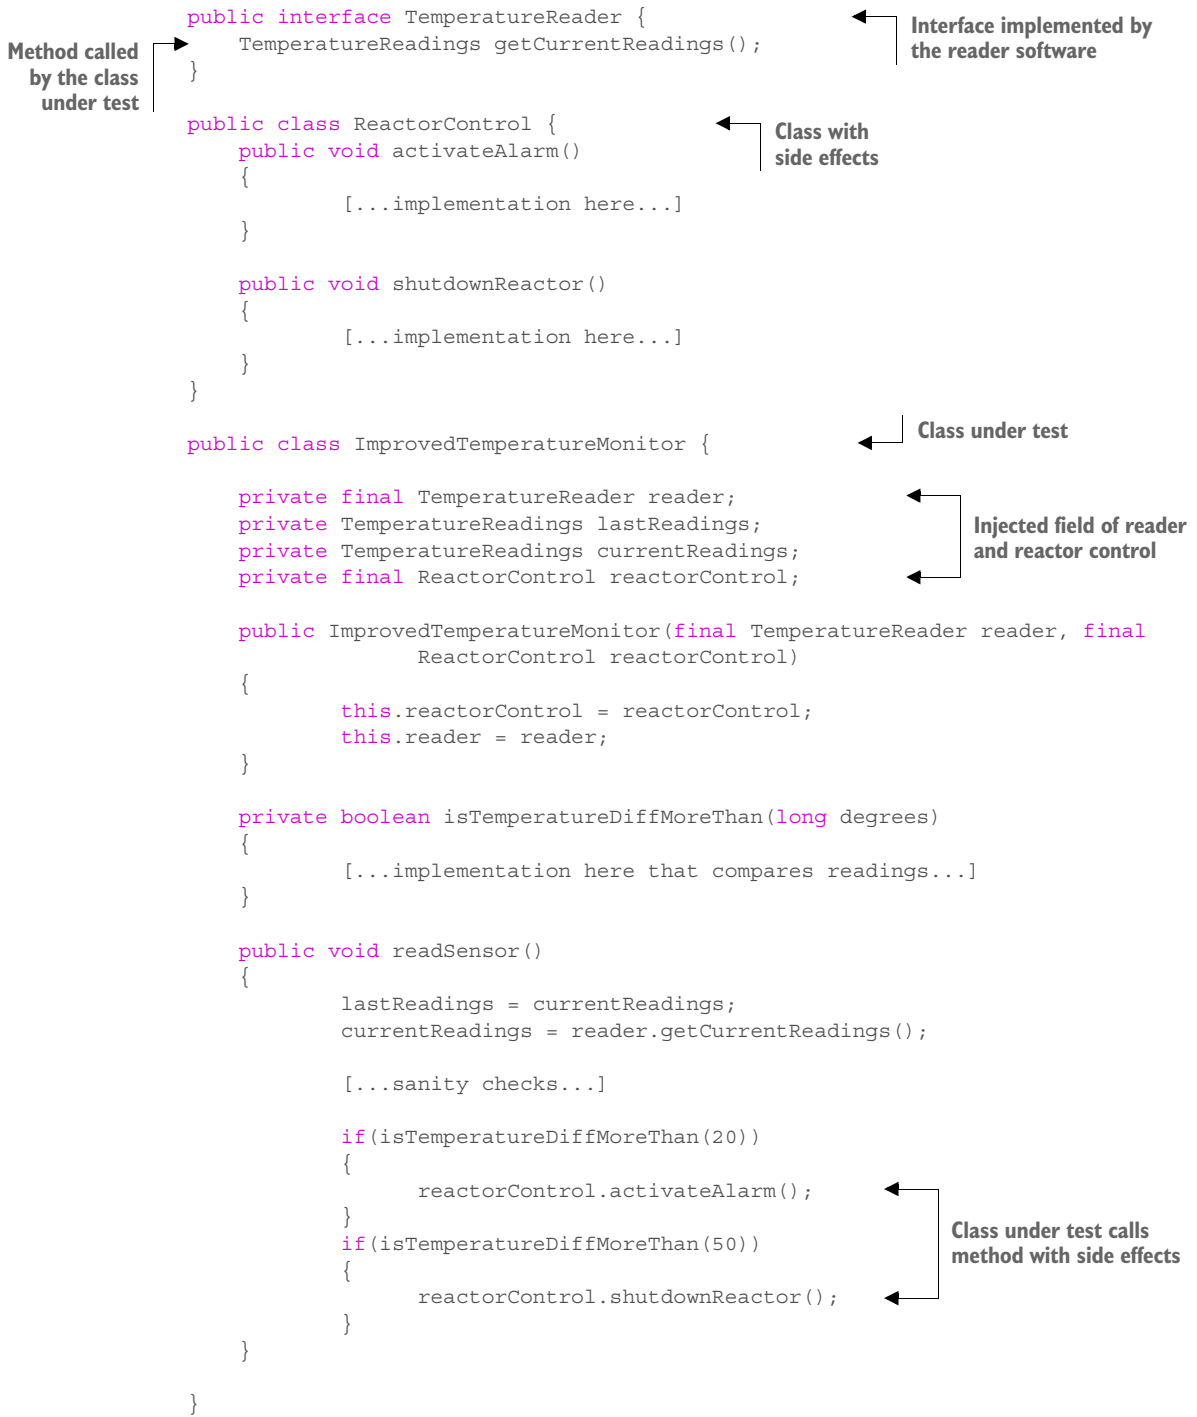 public interface TemperatureReader {
    TemperatureReadings getCurrentReadings();
}
Interface implemented by
the reader software
Method called
by the class
under test
public class ReactorControl {
    public void activateAlarm()
    {
            [...implementation here...]
    }
Class with
side effects
    public void shutdownReactor()
    {
            [...implementation here...]
    }
}
public class ImprovedTemperatureMonitor {
Class under test
    private final TemperatureReader reader;
    private TemperatureReadings lastReadings;
    private TemperatureReadings currentReadings;
    private final ReactorControl reactorControl;
Injected field of reader
and reactor control
    public ImprovedTemperatureMonitor(final TemperatureReader reader, final
                  ReactorControl reactorControl)
    {
            this.reactorControl = reactorControl;
            this.reader = reader;
    }
    private boolean isTemperatureDiffMoreThan(long degrees)
    {
            [...implementation here that compares readings...]
    }
    public void readSensor()
    {
            lastReadings = currentReadings;
            currentReadings = reader.getCurrentReadings();
            [...sanity checks...]
            if(isTemperatureDiffMoreThan(20))
            {
                  reactorControl.activateAlarm();
            }
            if(isTemperatureDiffMoreThan(50))
            {
                  reactorControl.shutdownReactor();
            }
    }
}
Class under test calls
method with side effects